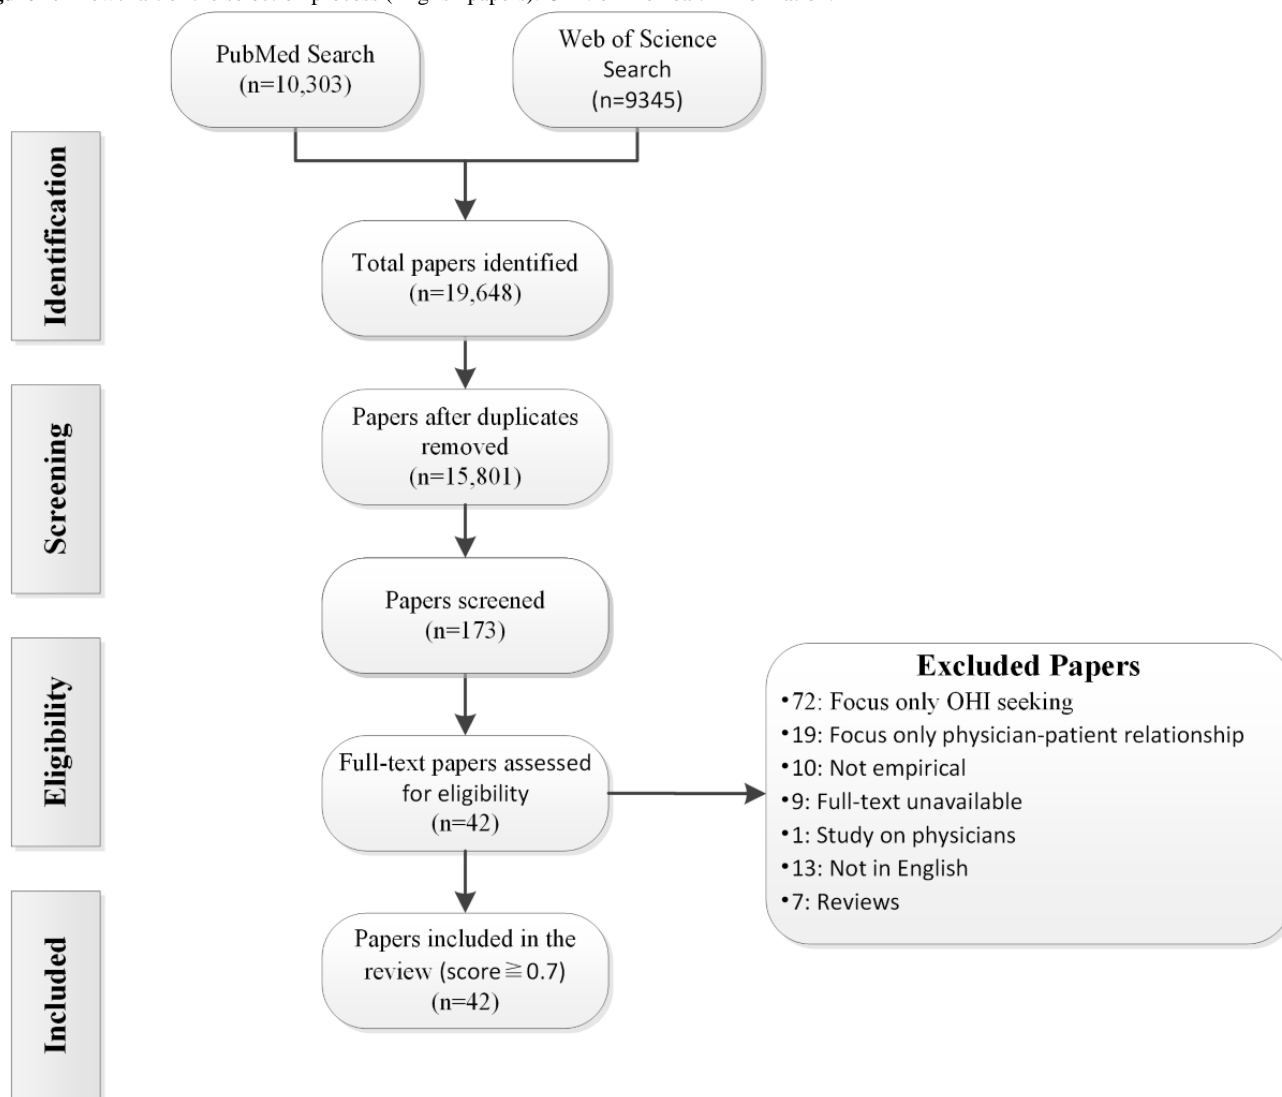 PubMed Search
(n=10,303)
Web of Science
Search
(n=9345)
Identification
Total papers identified
(n=19,648)
Screening
Papers after duplicates
removed
(n=15,801)
Papers screened
(n=173)
Eligibility
Full-text papers assessed
for eligibility
(n=42)
Excluded Papers
•72: Focus only OHI seeking
•19: Focus only physician-patient relationship
•10: Not empirical
•9: Full-text unavailable
•1: Study on physicians
•13: Not in English
•7: Reviews
Included
Papers included in the
review (score≧0.7)
(n=42)